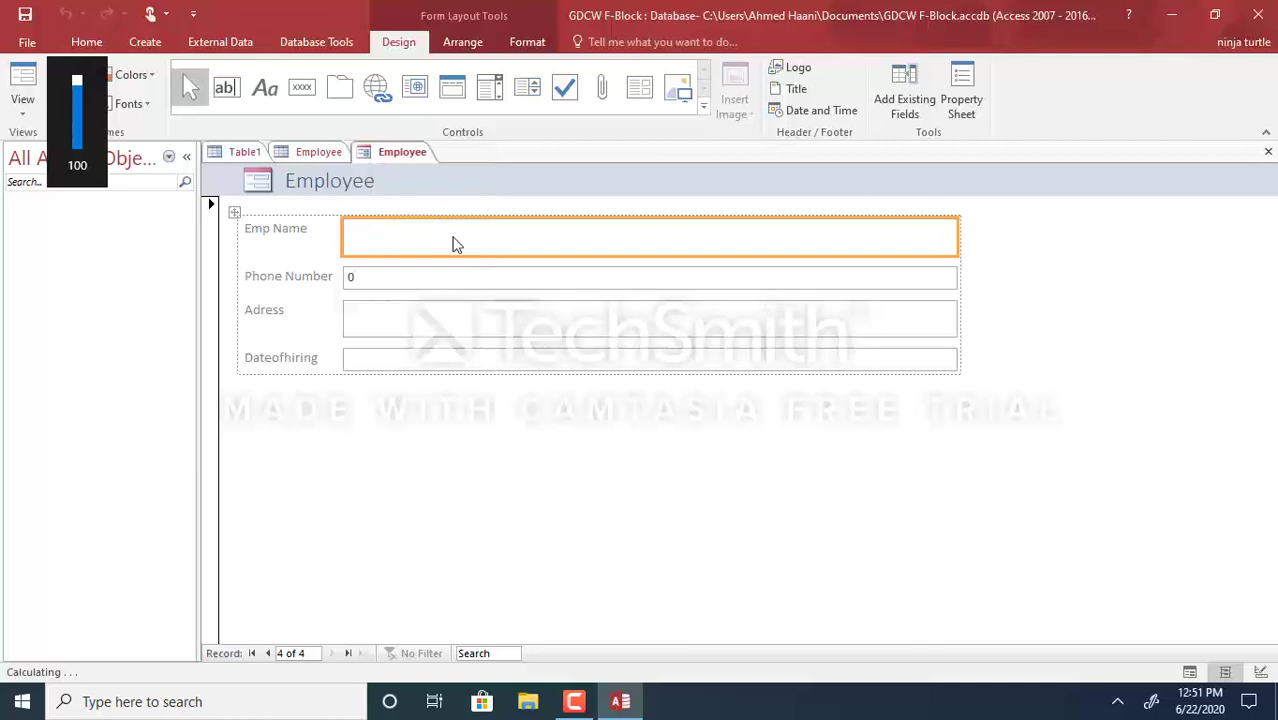 Form Layout Tools
GDCW F-Block : Database- C:\Users\Ahmed Haani\Documents\GDCW F-Block.accdb (Access 2007 - 2016...
?
File
Home
Create
External Data
Database Tools
Design
Arrange
Format
Tell me what you want to do...
ninja turtle
View
Colors
Fonts
ab|
Aa
xxxx
Insert
Image
Logo
Title
Date and Time
Add Existing
Fields
Property
Sheet
Views
mes
Controls
Header / Footer
Tools
100
All A
Obje...
Search..
Table1
Employee
Employee
Employee
Emp Name
Phone Number
0
Adress
Dateofhiring
TechSmith
MADE WITH CAMTASIA FREE TRIAL
Record:
4 of 4
No Filter
Search
Calculating . . .
Type here to search
12:51 PM
6/22/2020